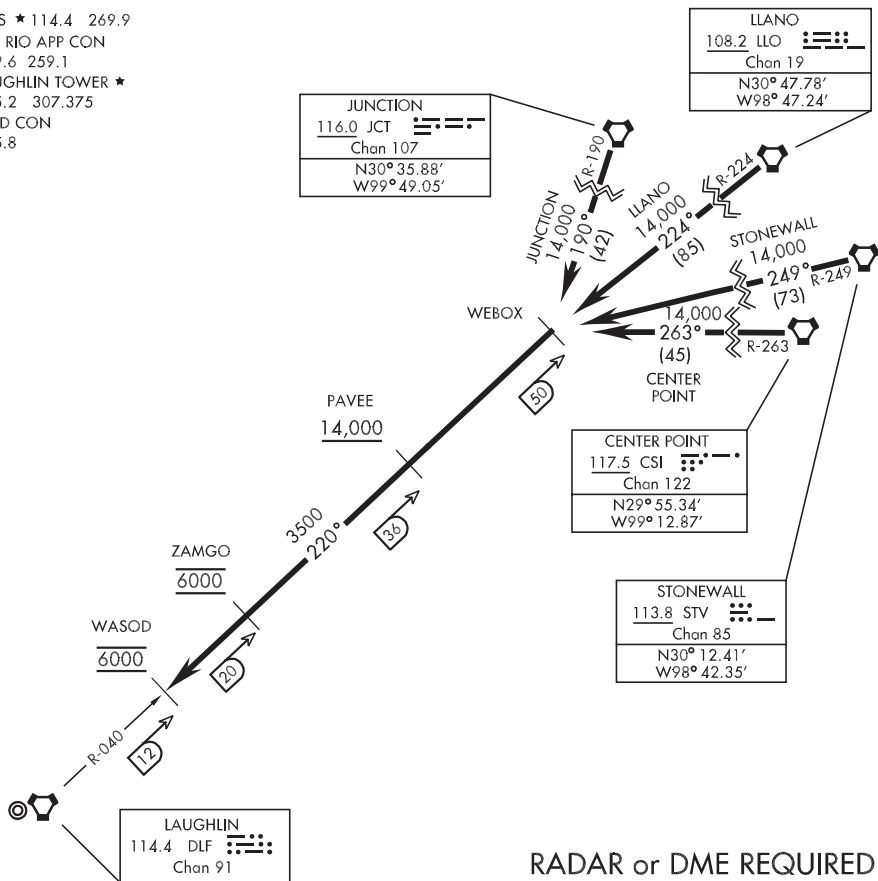 ★ 114.4 269.9
RIO APP CON
259.1
TOWER ★
307.375
CON
LLANO
108.2 LLO
Chan 19
N30° 47.78'
W98° 47.24'
JUNCTION
116.0 JCT
Chan 107
N30° 35.88'
W99° 49.05'
R-190
JUNCTION
14,000
190°
(42)
R-224
LLANO
14,000
224°
(85)
STONEWALL
14,000
249°
R-249
(73)
14,000
263°
R-263
(45)
CENTER
POINT
WEBOX
50
PAVEE
14,000
36
3500
220°
CENTER POINT
117.5 CSI
Chan 122
N29° 55.34'
W99° 12.87'
ZAMGO
6000
20
STONEWALL
113.8 STV
Chan 85
N30° 12.41'
W98° 42.35'
WASOD
6000
12
R-040
LAUGHLIN
114.4 DLF
Chan 91
RADAR or DME REQUIRED